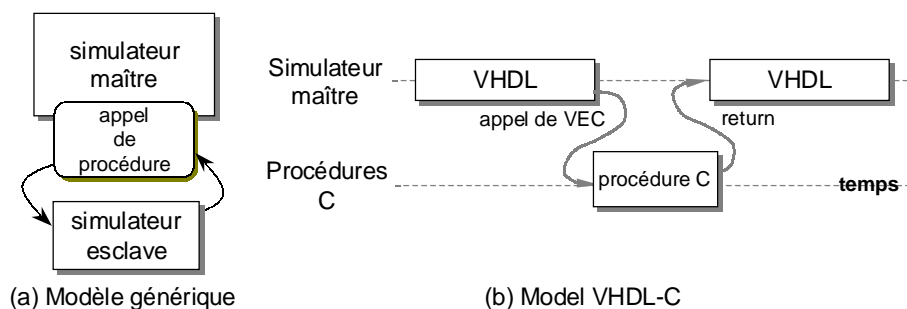 simulateur
maître
appel
de
procédure
simulateur
esclave
(a) Modèle générique
Simulateur
maître
VHDL
VHDL
appel de VEC
return
Procédures
C
procédure C
temps
(b) Model VHDL-C